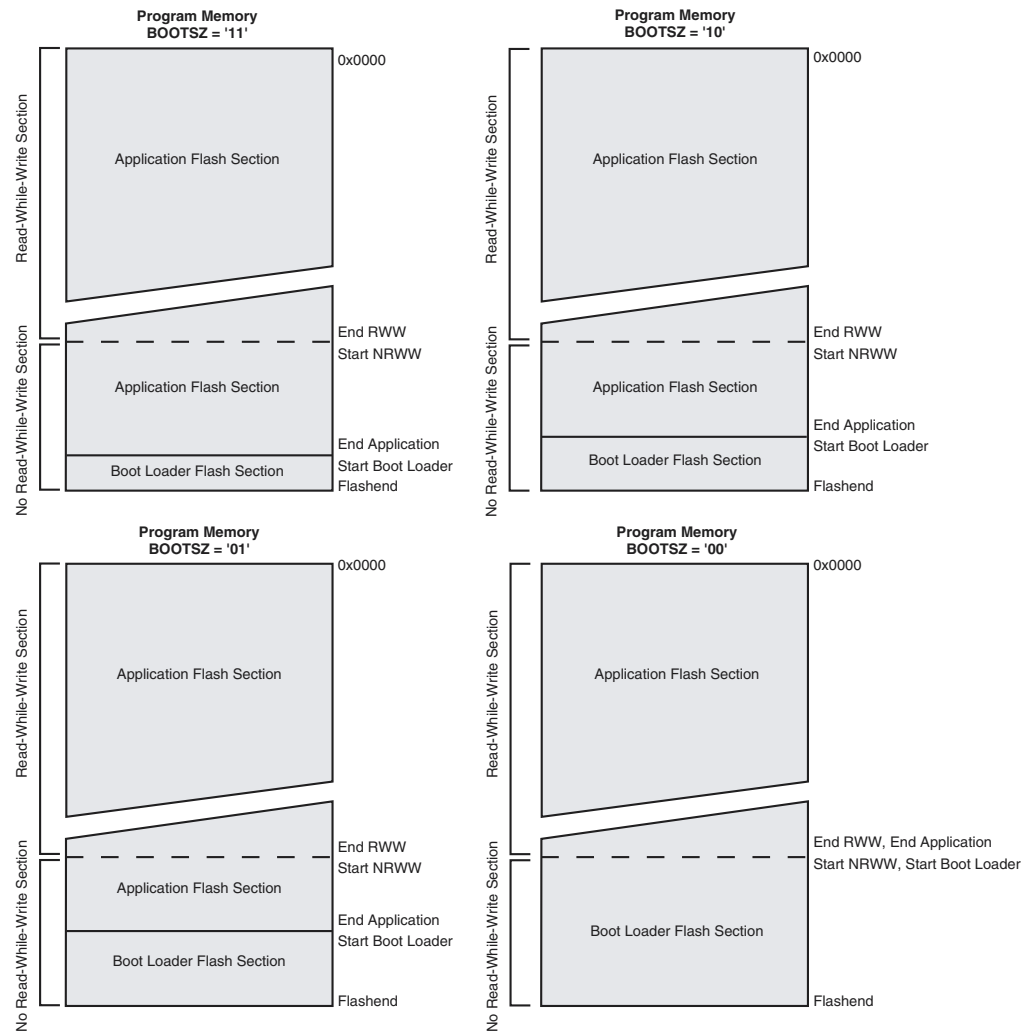 Program Memory
BOOTSZ = '11'
0x0000
Read-While-Write Section
Application Flash Section
End RWW
Start NRWW
No Read-While-Write Section
Application Flash Section
End Application
Start Boot Loader
Boot Loader Flash Section
Flashend
Program Memory
BOOTSZ = '10'
0x0000
Read-While-Write Section
Application Flash Section
End RWW
Start NRWW
No Read-While-Write Section
Application Flash Section
End Application
Start Boot Loader
Boot Loader Flash Section
Flashend
Program Memory
BOOTSZ = '01'
0x0000
Read-While-Write Section
Application Flash Section
End RWW
Start NRWW
No Read-While-Write Section
Application Flash Section
End Application
Start Boot Loader
Boot Loader Flash Section
Flashend
Program Memory
BOOTSZ = '00'
0x0000
Read-While-Write Section
Application Flash Section
End RWW, End Application
Start NRWW, Start Boot Loader
No Read-While-Write Section
Boot Loader Flash Section
Flashend